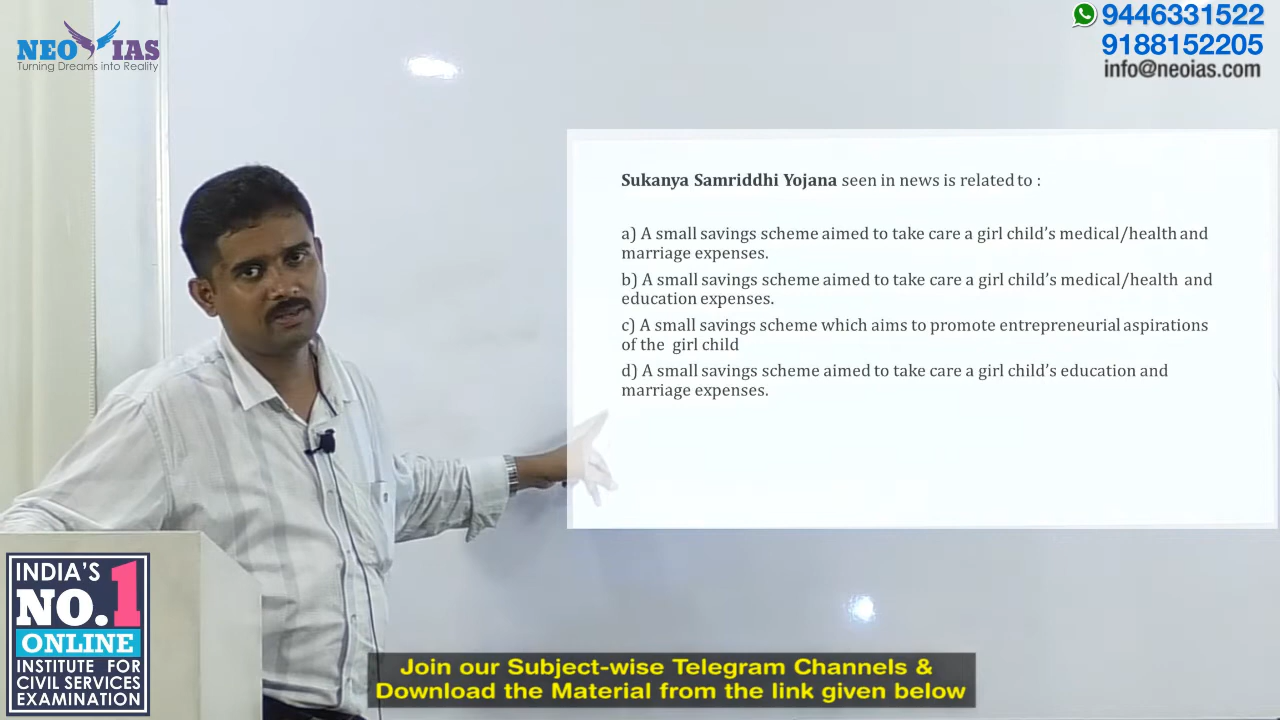 NEO IAS
Turning Dreams into Reality
9446331522
9188152205
info@neoias.com
Sukanya Samriddhi Yojana seen in news is related to :
a) A small savings scheme aimed to take care a girl child's medical/health and
marriage expenses.
b) A small savings scheme aimed to take care a girl child's medical/health and
education expenses.
c) A small savings scheme which aims to promote entrepreneurial aspirations
of the girl child
d) A small savings scheme aimed to take care a girl child's education and
marriage expenses.
INDIA'S
NO.1
ONLINE
INSTITUTE FOR
CIVIL SERVICES
EXAMINATION
Join our Subject-wise Telegram Channels &
Download the Material from the link given below